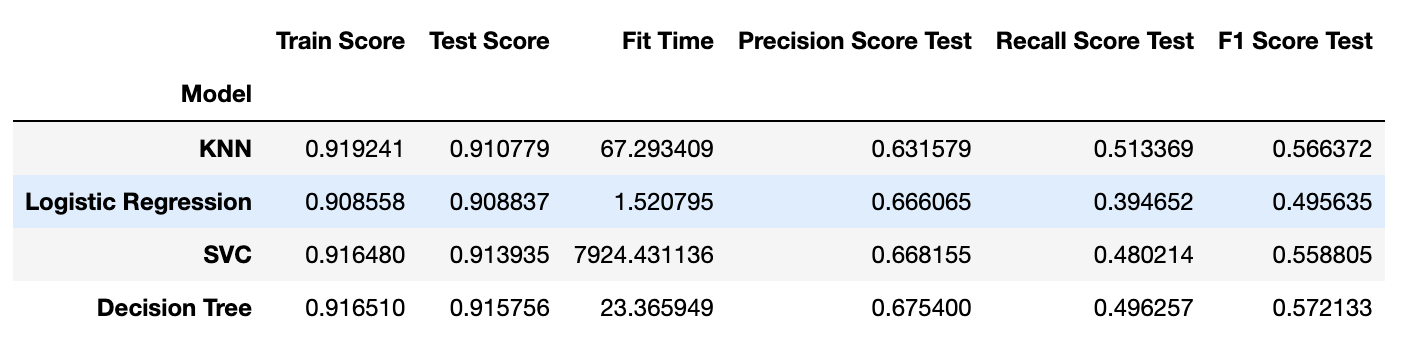 Train Score Test Score Fit Time Precision Score Test Recall Score Test F1 Score Test
Model
KNN 0.919241 0.910779 67.293409 0.631579 0.513369 0.566372
Logistic Regression 0.908558 0.908837 1.520795 0.666065 0.394652 0.495635
SVC 0.916480 0.913935 7924.431136 0.668155 0.480214 0.558805
Decision Tree 0.916510 0.915756 23.365949 0.675400 0.496257 0.572133